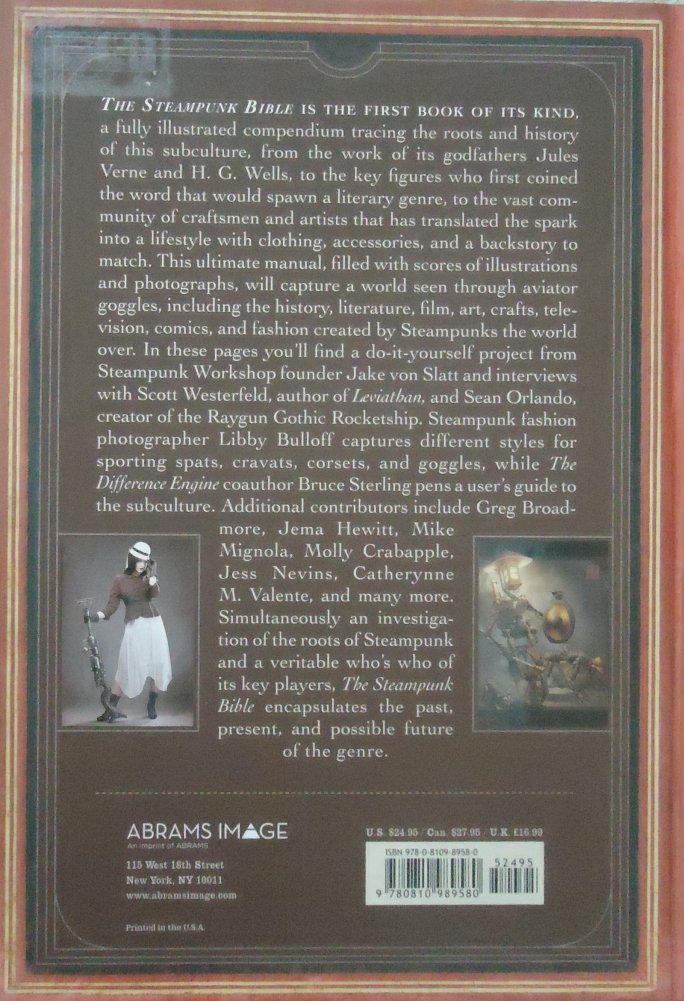 THE STEAMPUNK BIBLE IS THE FIRST BOOK OF ITS KIND,
a fully illustrated compendium tracing the roots and history
of this subculture, from the work of its godfathers Jules
Verne and H. G. Wells, to the key figures who first coined
the word that would spawn a literary genre, to the vast com-
munity of craftsmen and artists that has translated the spark
into a lifestyle with clothing, accessories, and a backstory to
match. This ultimate manual, filled with scores of illustrations
and photographs, will capture a world seen through aviator
goggles, including the history, literature, film, art, crafts, tele-
vision, comics, and fashion created by Steampunks the world
over. In these pages you'll find a do-it-yourself project from
Steampunk Workshop founder Jake von Slatt and interviews
with Scott Westerfeld, author of Leviathan, and Sean Orlando,
creator of the Raygun Gothic Rocketship. Steampunk fashion
photographer Libby Bulloff captures different styles for
sporting spats, cravats, corsets, and goggles, while The
Difference Engine coauthor Bruce Sterling pens a user's guide to
the subculture. Additional contributors include Greg Broad-
more, Jema Hewitt, Mike
Mignola, Molly Crabapple,
Jess Nevins, Catherynne
M. Valente, and many more.
Simultaneously an investiga-
tion of the roots of Steampunk
and a veritable who's who of
its key players, The Steampunk
Bible encapsulates the past,
present, and possible future
of the genre.
ABRAMS IMAGE
An imprint of ABRAMS
115 West 18th Street
New York, NY 10011
www.abramsimage.com
Printed in the U.S.A.
U.S. $24.95 / Can. $27.95 / U.K. £16.99
ISBN 978-0-8109-8958-0
52495
9 780810 989580